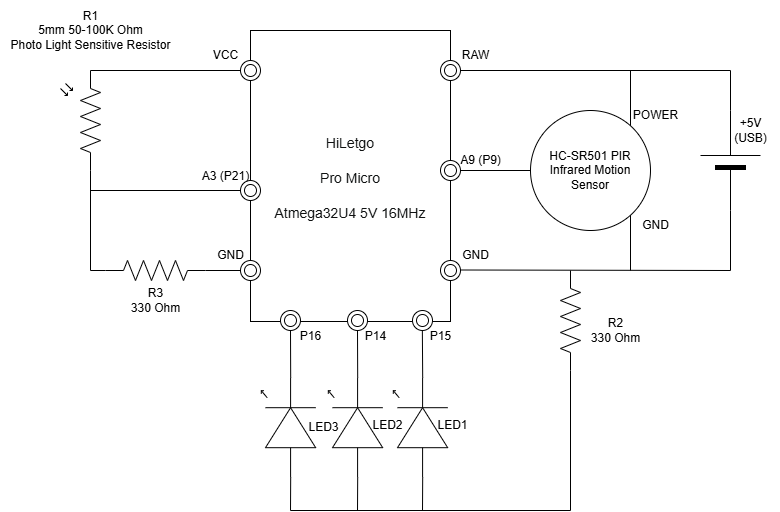 R1
5mm 50-100K Ohm
Photo Light Sensitive Resistor
VCC
RAW
POWER
+5V
(USB)
HiLetgo
Pro Micro
Atmega32U4 5V 16MHz
A3 (P21)
A9 (P9)
HC-SR501 PIR
Infrared Motion
Sensor
GND
GND
GND
R3
330 Ohm
R2
330 Ohm
P16
P14
P15
LED3
LED2
LED1